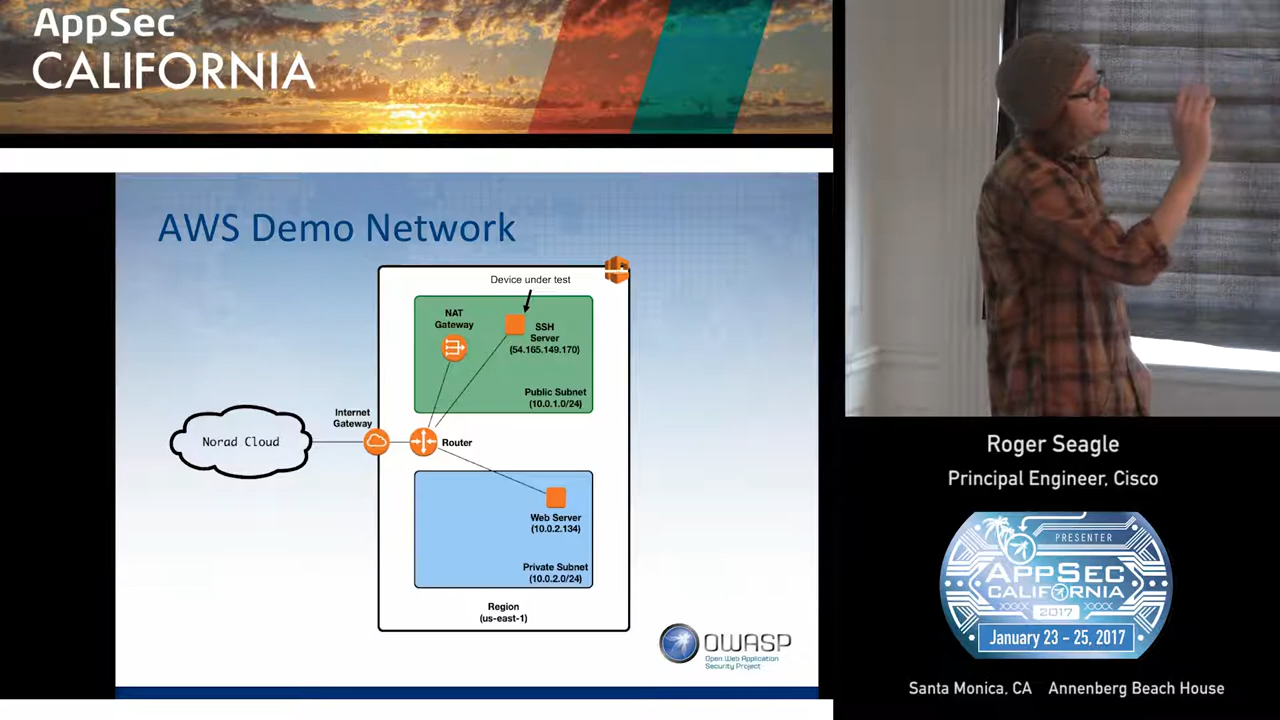 AppSec
CALIFORNIA
AWS Demo Network
Device under test
NAT
Gateway
SSH
Server
(54.165.149.170)
Public Subnet
(10.0.1.0/24)
Internet
Gateway
Norad Cloud
Router
Web Server
(10.0.2.134)
Private Subnet
(10.0.2.0/24)
Region
(us-east-1)
OWASP
Open Web Application
Security Project
Roger Seagle
Principal Engineer, Cisco
PRESENTER
APPSEC
CALIFORNIA
XXXX 2017 XXXX
January 23 - 25, 2017
Santa Monica, CA Annenberg Beach House